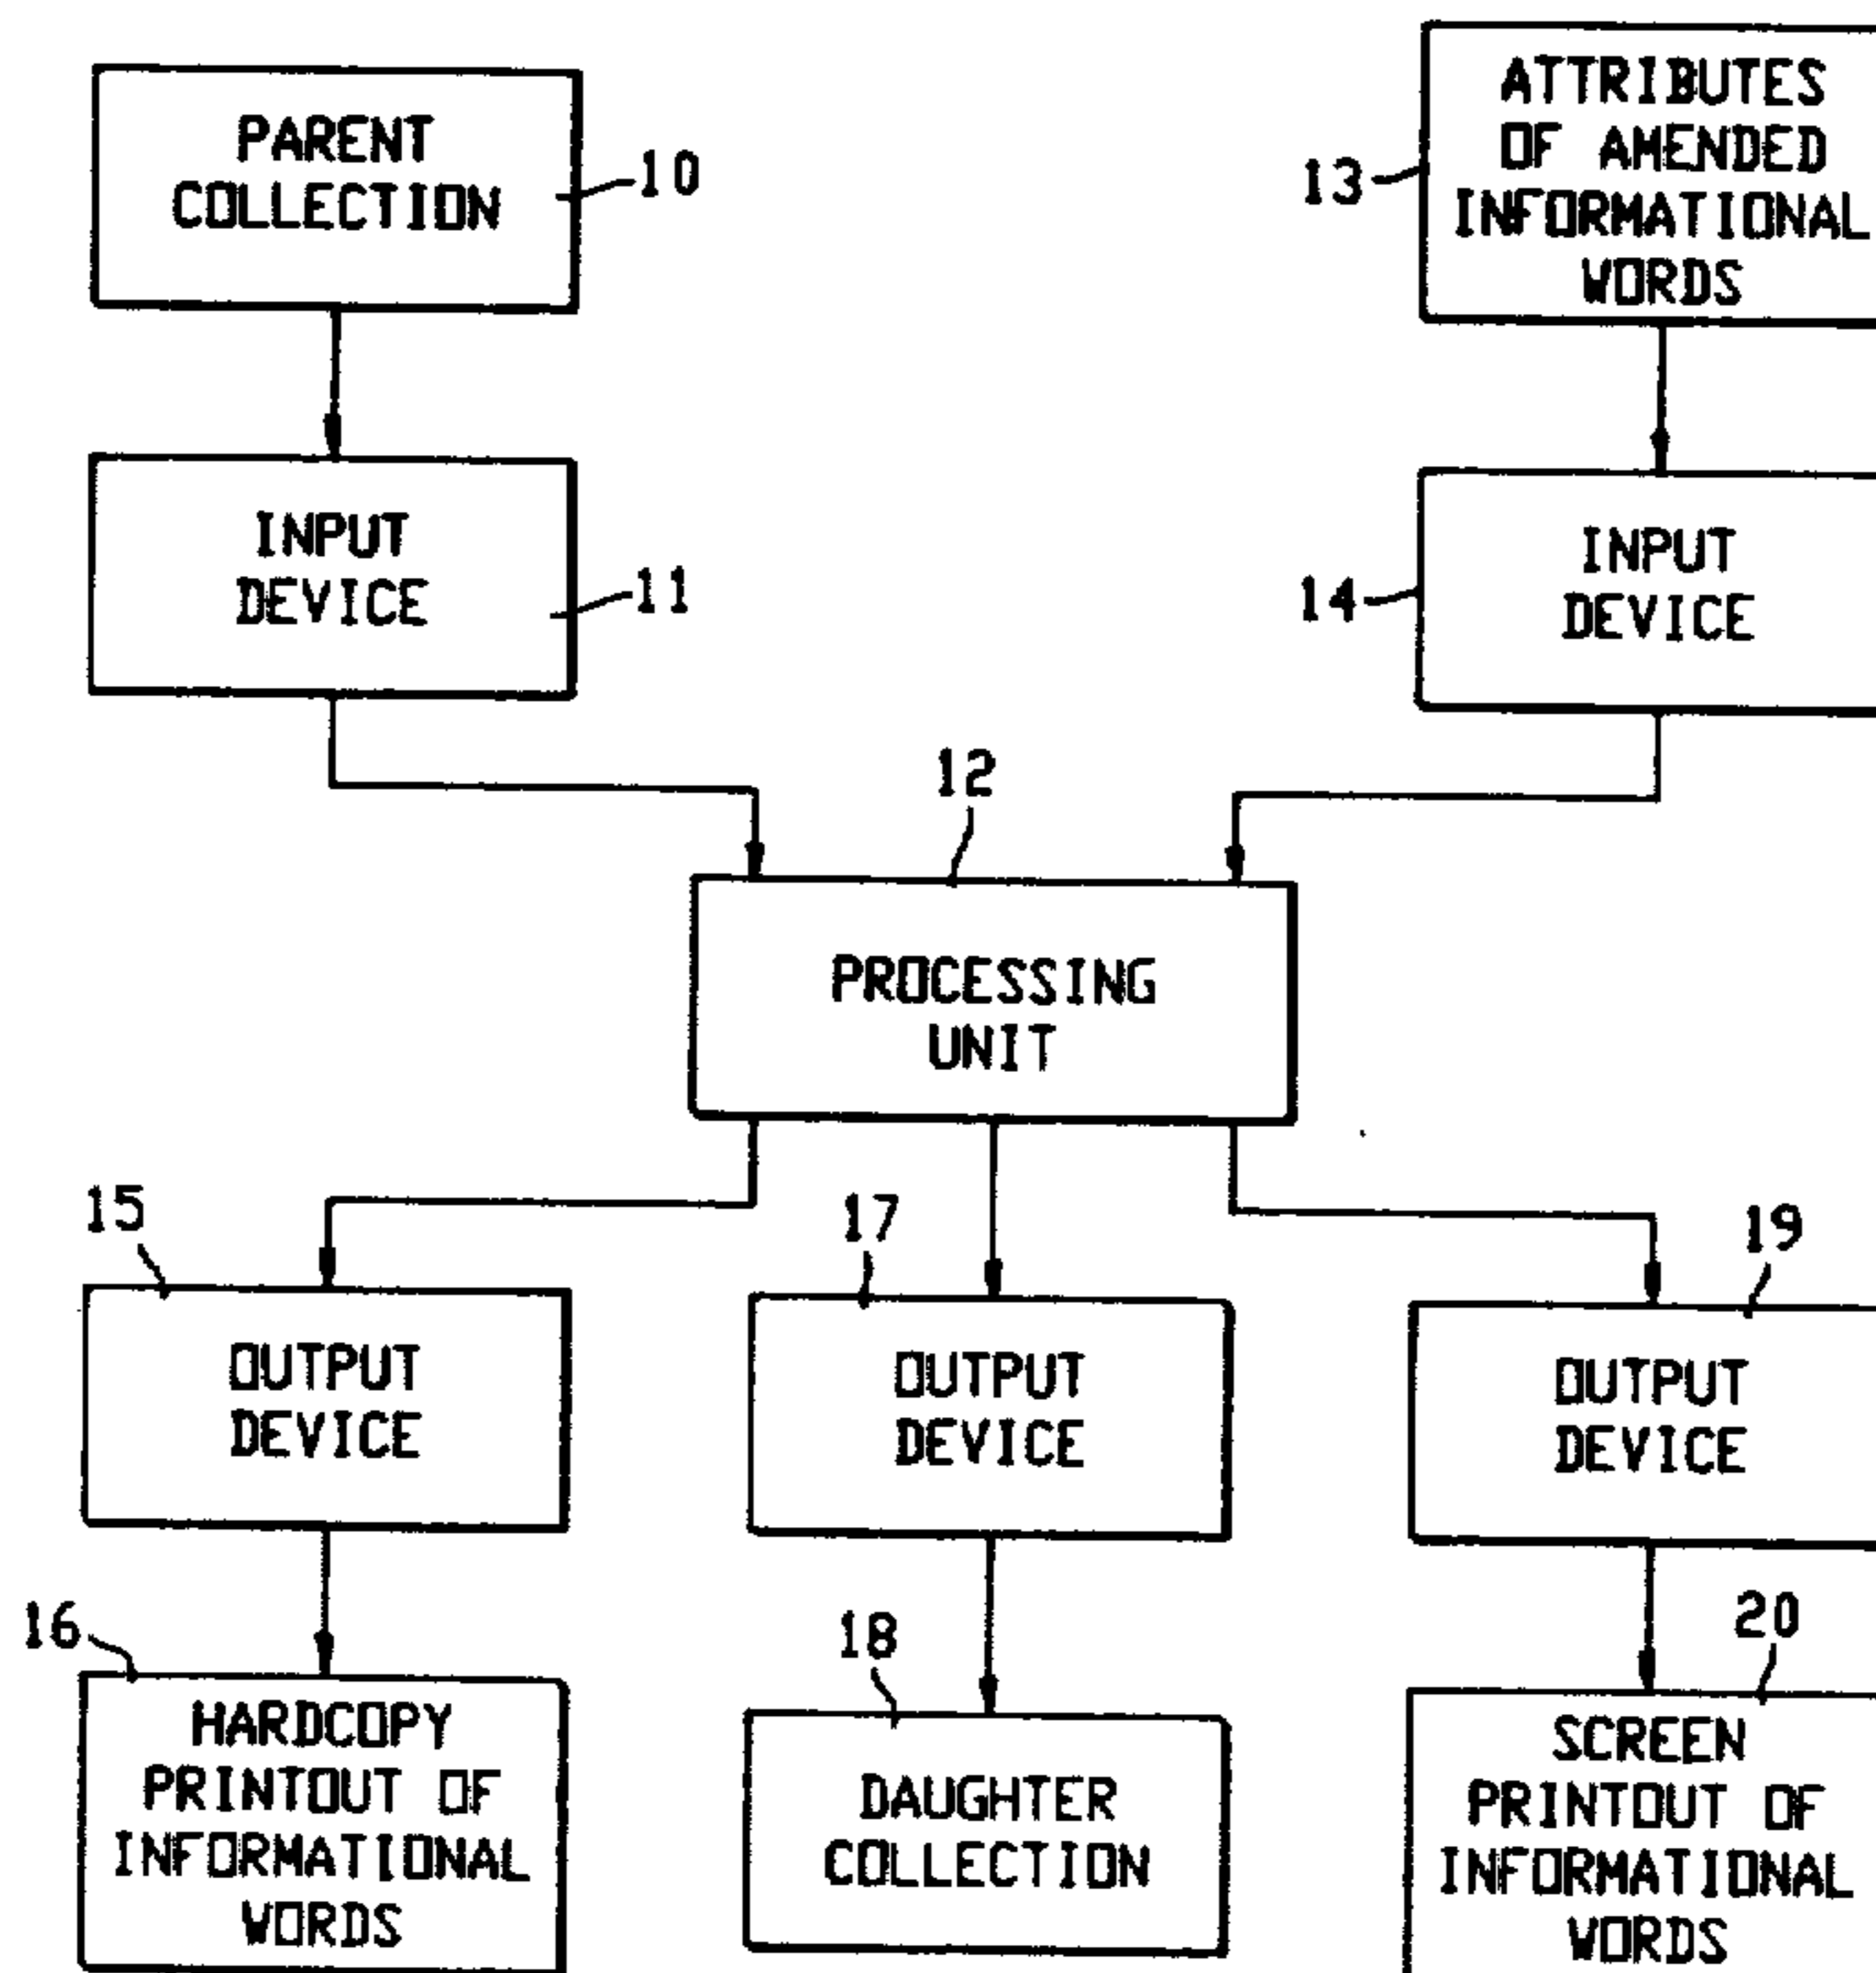 PARENT
COLLECTION
10
ATTRIBUTES
OF AMENDED
INFORMATIONAL
WORDS
13
INPUT
DEVICE
11
INPUT
DEVICE
14
12
PROCESSING
UNIT
15
OUTPUT
DEVICE
17
OUTPUT
DEVICE
19
OUTPUT
DEVICE
16
HARDCOPY
PRINTOUT OF
INFORMATIONAL
WORDS
18
DAUGHTER
COLLECTION
20
SCREEN
PRINTOUT OF
INFORMATIONAL
WORDS